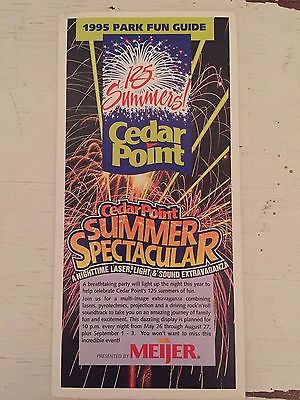 1995 PARK FUN GUIDE
125
Summers!
Cedar
Point
Cedar Point
SUMMER
SPECTACULAR
A NIGHTTIME LASER, LIGHT & SOUND EXTRAVAGANZA
A breathtaking party will light up the night this year to
help celebrate Cedar Point's 125 summers of fun.
Join us for a multi-image extravaganza combining
lasers, pyrotechnics, projection and a driving rock'n'roll
soundtrack to take you on an amazing journey of family
fun and excitement. This dazzling display is planned for
10 p.m. every night from May 26 through August 27,
plus September 1 - 3. You won't want to miss this
incredible event!
PRESENTED BY MEIJER